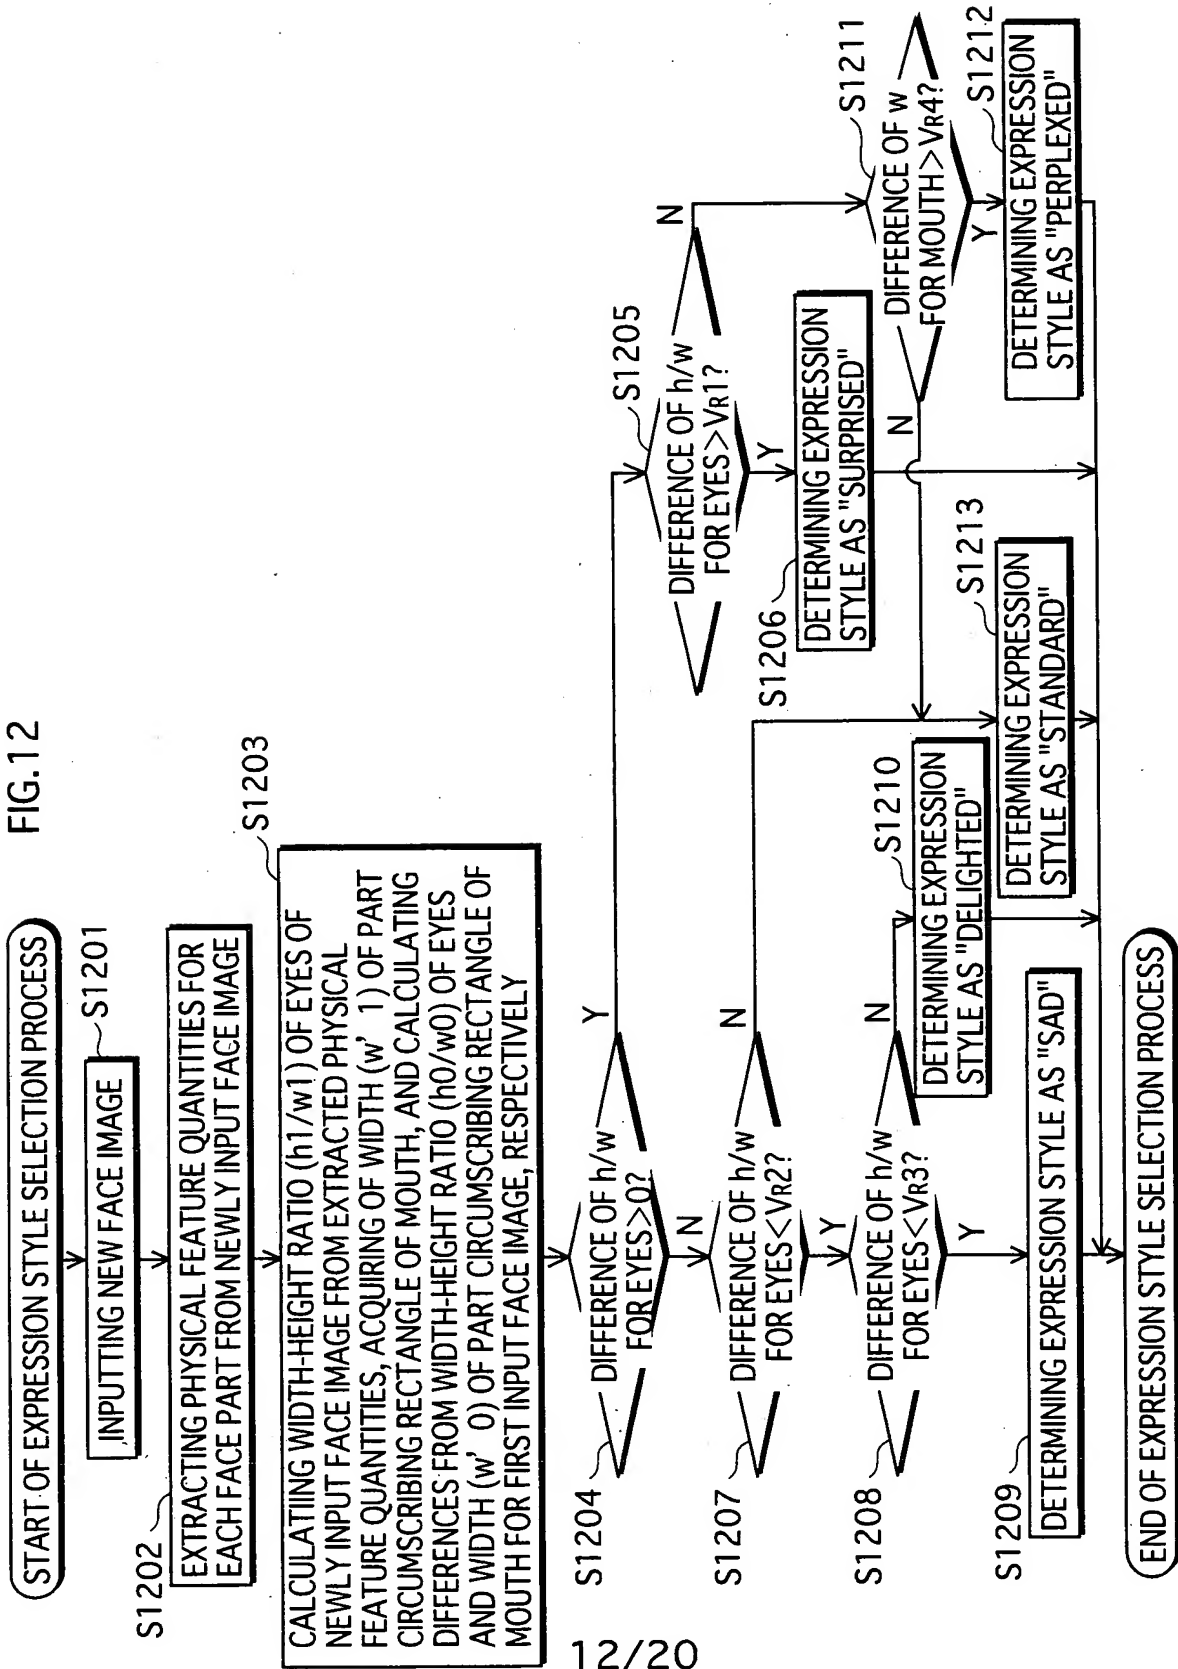 FIG.12
START OF EXPRESSION STYLE SELECTION PROCESS
S1201
INPUTTING NEW FACE IMAGE
S1202
EXTRACTING PHYSICAL FEATURE QUANTITIES FOR
EACH FACE PART FROM NEWLY INPUT FACE IMAGE
S1203
CALCULATIING WIDTH-HEIGHT RATIO (h1/w1) OF EYES OF
NEWLY INPUT FACE IMAGE FROM EXTRACTED PHYSICAL
FEATURE QUANTITIES, ACQUIRING OF WIDTH (w' 1) OF PART
CIRCUMSCRIBING RECTANGLE OF MOUTH, AND CALCULATING
DIFFERENCES FROM WIDTH-HEIGHT RATIO (h0/w0) OF EYES
AND WIDTH (w' 0) OF PART CIRCUMSCRIBING RECTANGLE OF
MOUTH FOR FIRST INPUT FACE IMAGE, RESPECTIVELY
S1204
DIFFERENCE OF h/w
FOR EYES>0?
Y
N
S1205
DIFFERENCE OF h/w
FOR EYES>VR1?
N
Y
S1206
DETERMINING EXPRESSION
STYLE AS "SURPRISED"
S1207
DIFFERENCE OF h/w
FOR EYES<VR2?
N
Y
S1208
DIFFERENCE OF h/w
FOR EYES<VR3?
N
Y
S1209
DETERMINING EXPRESSION STYLE AS "SAD"
S1210
DETERMINING EXPRESSION
STYLE AS "DELIGHTED"
S1211
DIFFERENCE OF w
FOR MOUTH>VR4?
N
Y
S1212
DETERMINING EXPRESSION
STYLE AS "PERPLEXED"
S1213
DETERMINING EXPRESSION
STYLE AS "STANDARD"
END OF EXPRESSION STYLE SELECTION PROCESS
12/20